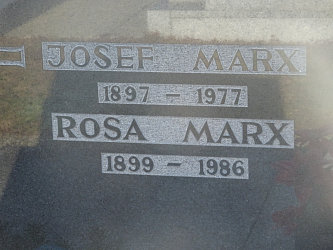 JOSEF MARX
1897 – 1977
ROSA MARX
1899 – 1986